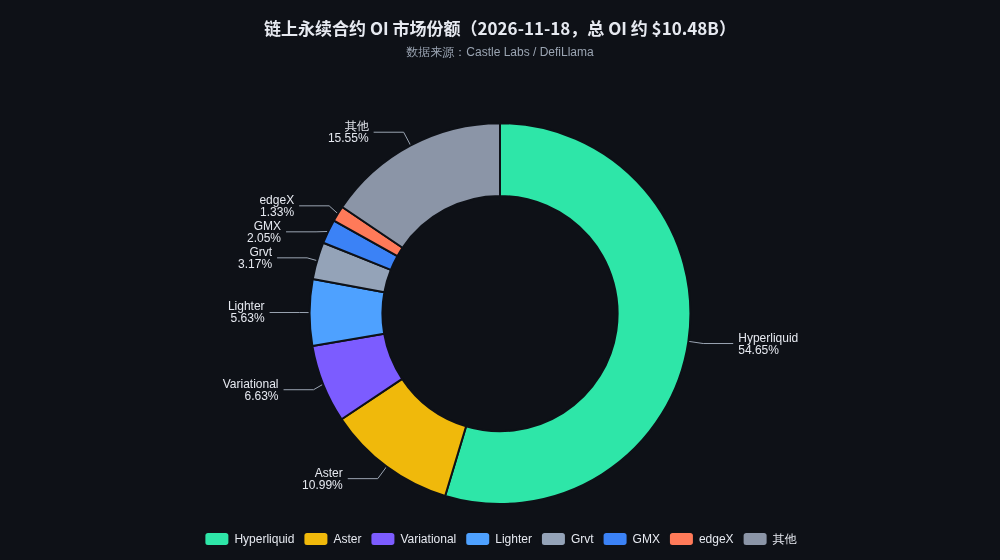 链上永续合约 OI 市场份额（2026-11-18，总 OI 约 $10.48B）
数据来源：Castle Labs / DefiLlama
其他
15.55%
edgeX
1.33%
GMX
2.05%
Grvt
3.17%
Lighter
5.63%
Hyperliquid
54.65%
Variational
6.63%
Aster
10.99%
Hyperliquid Aster Variational Lighter Grvt GMX edgeX 其他